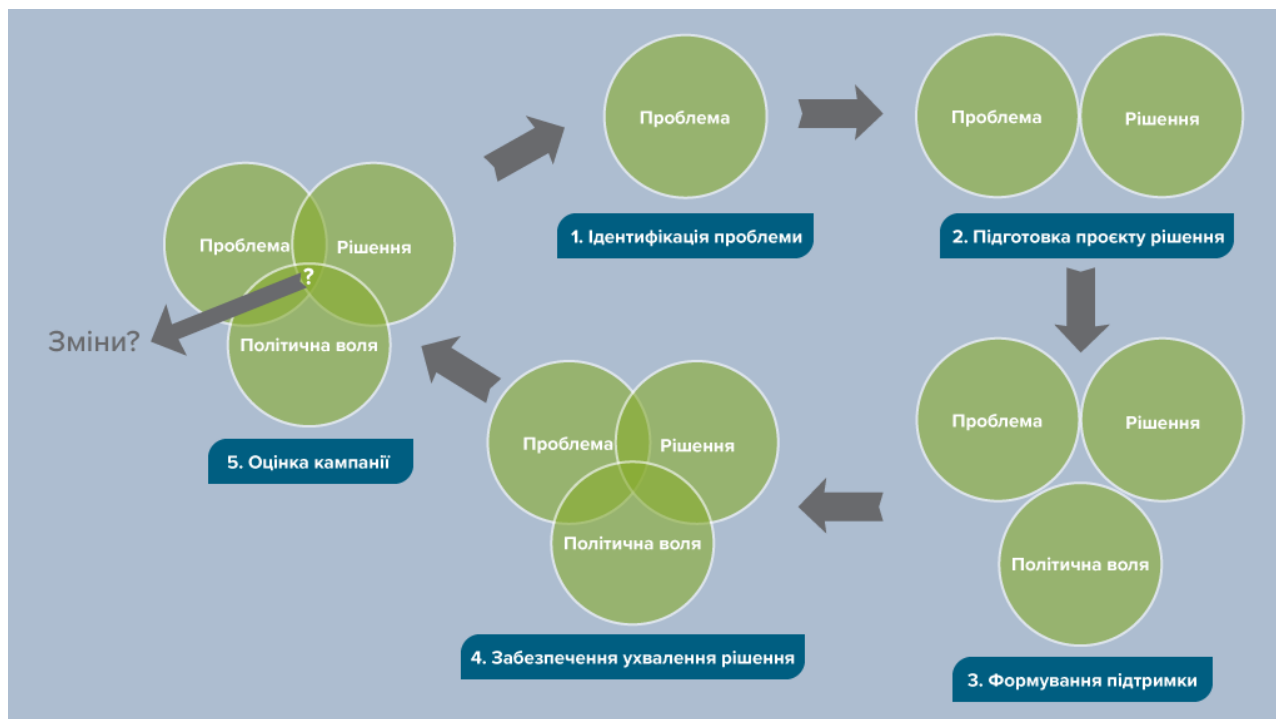 Проблема
1. Ідентифікація проблеми
Проблема
Рішення
2. Підготовка проєкту рішення
Проблема
Рішення
Політична воля
3. Формування підтримки
Проблема
Рішення
Політична воля
4. Забезпечення ухвалення рішення
Проблема
Рішення
?
Політична воля
5. Оцінка кампанії
Зміни?